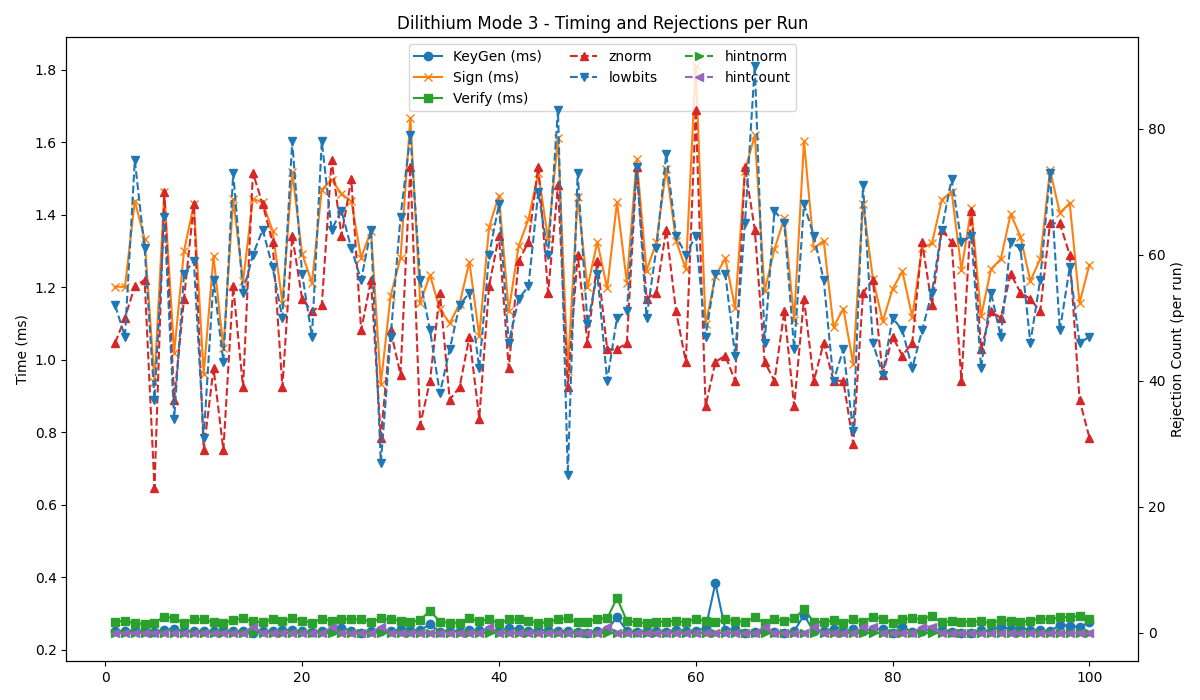 Dilithium Mode 3 - Timing and Rejections per Run
KeyGen (ms)
Sign (ms)
Verify (ms)
znorm
lowbits
hintnorm
hintcount
Time (ms)
1.8
1.6
1.4
1.2
1.0
0.8
0.6
0.4
0.2
80
60
40
20
0
Rejection Count (per run)
0
20
40
60
80
100